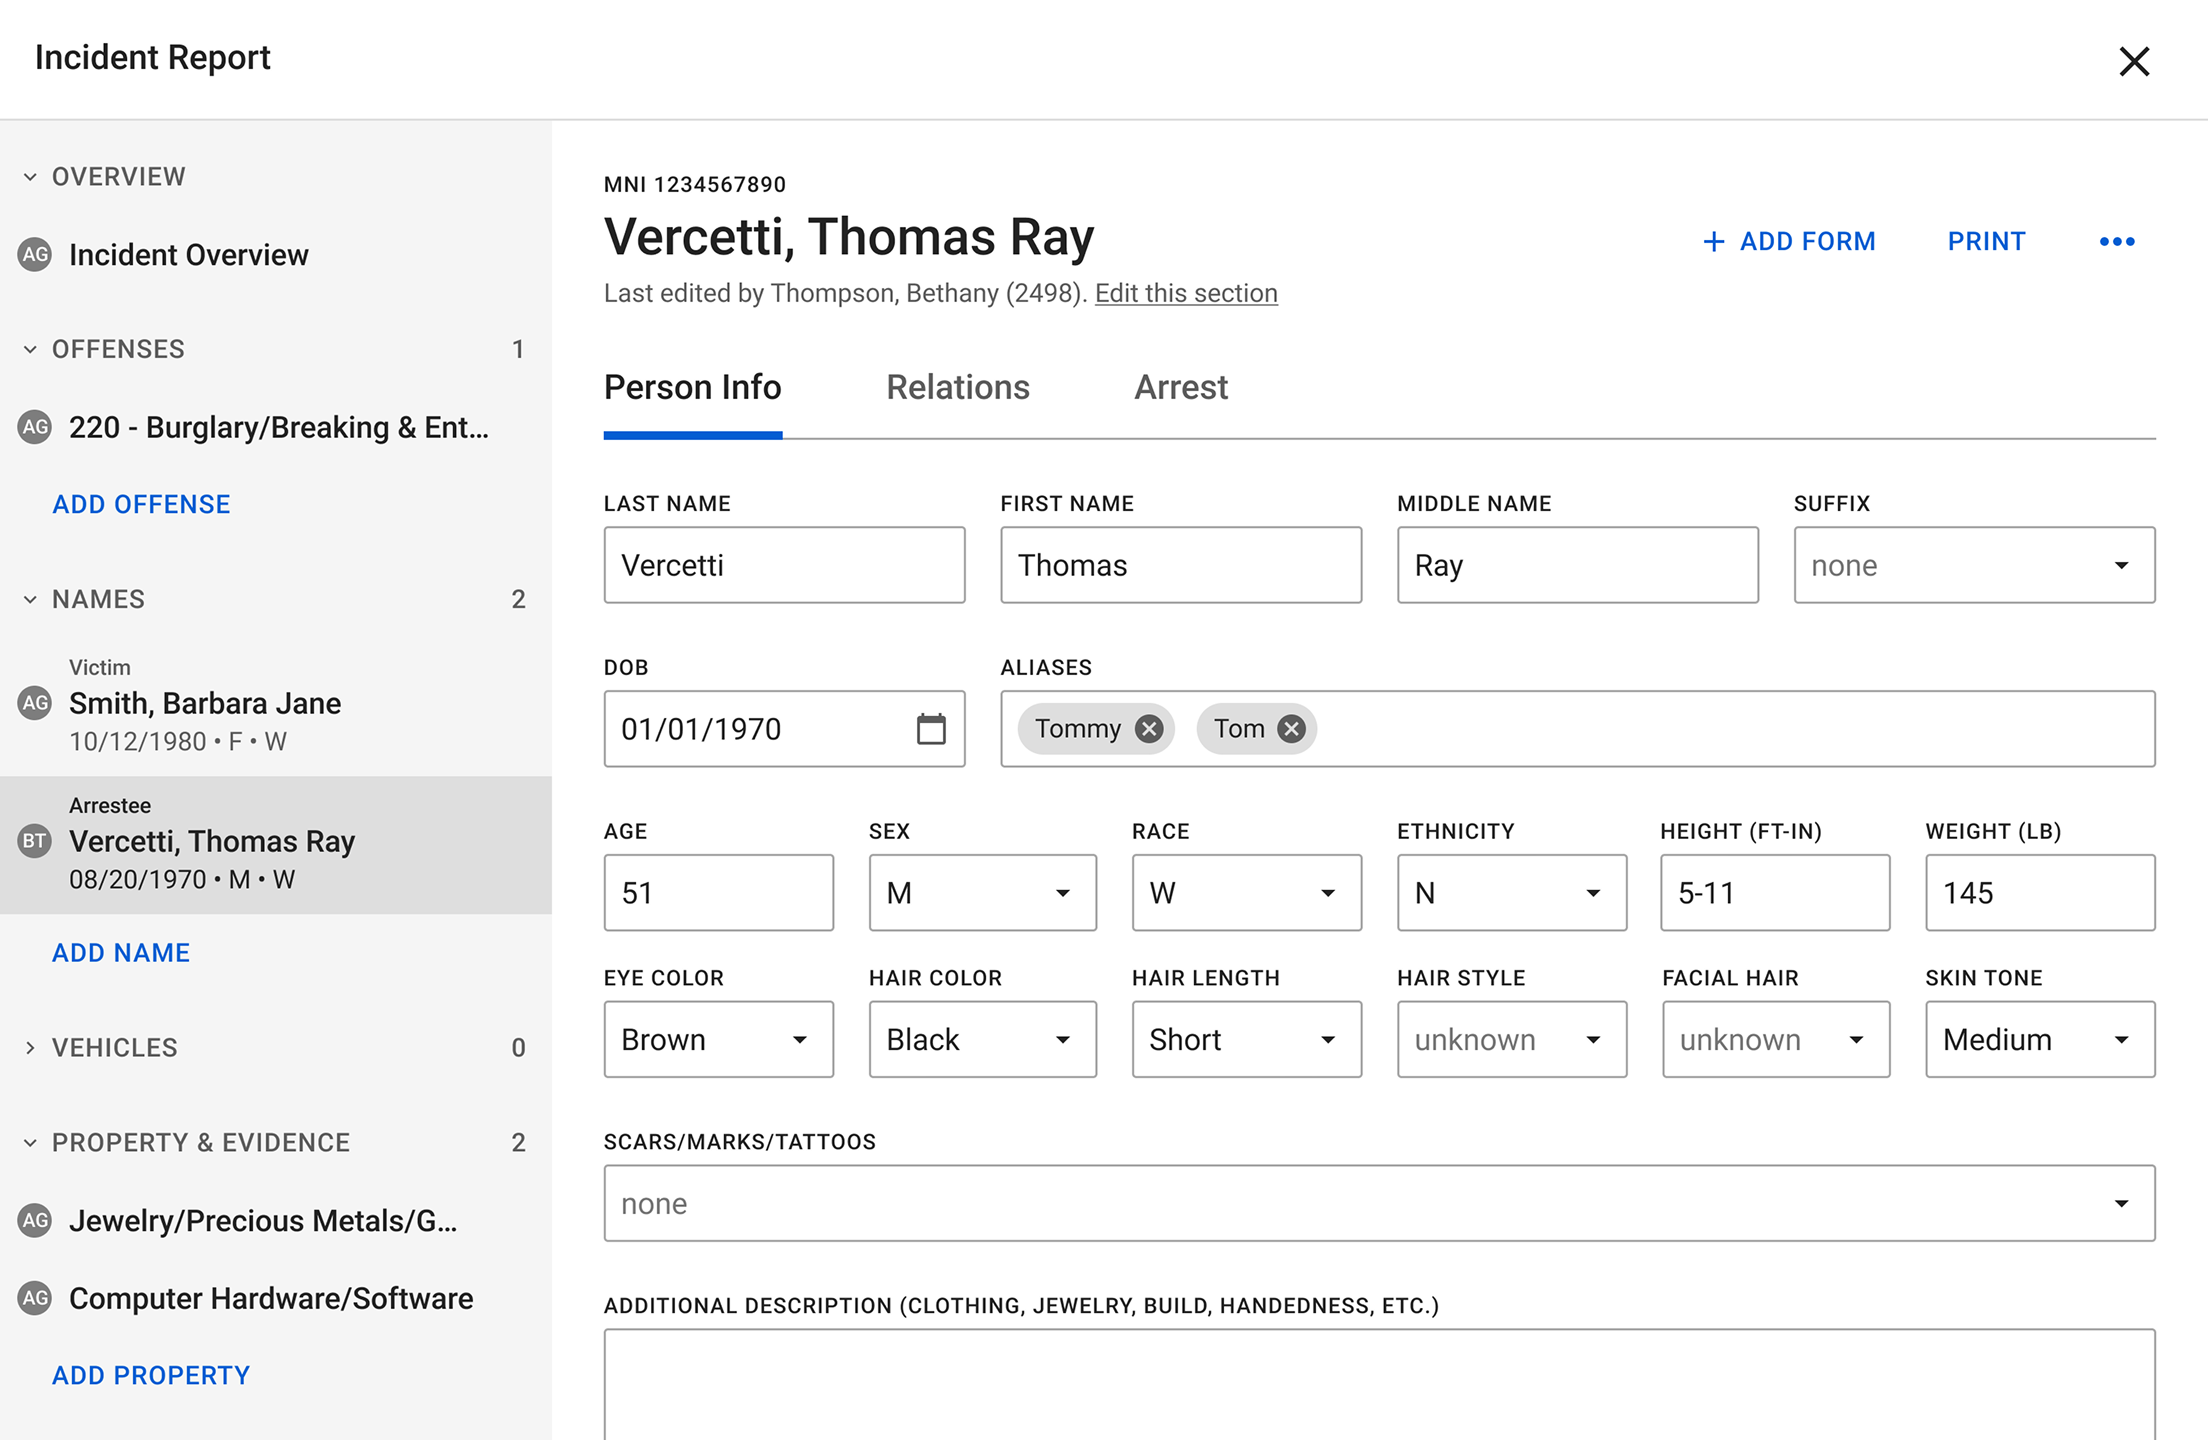 Incident Report
OVERVIEW
AG Incident Overview
OFFENSES 1
AG 220 - Burglary/Breaking & Ent...
ADD OFFENSE
NAMES 2
Victim
AG Smith, Barbara Jane
10/12/1980 • F • W
Arrestee
BT Vercetti, Thomas Ray
08/20/1970 • M • W
ADD NAME
VEHICLES 0
PROPERTY & EVIDENCE 2
AG Jewelry/Precious Metals/G...
AG Computer Hardware/Software
ADD PROPERTY
MNI 1234567890
Vercetti, Thomas Ray
+ ADD FORM PRINT •••
Last edited by Thompson, Bethany (2498). Edit this section
Person Info Relations Arrest
LAST NAME FIRST NAME MIDDLE NAME SUFFIX
Vercetti Thomas Ray none
DOB ALIASES
01/01/1970 Tommy Tom
AGE SEX RACE ETHNICITY HEIGHT (FT-IN) WEIGHT (LB)
51 M W N 5-11 145
EYE COLOR HAIR COLOR HAIR LENGTH HAIR STYLE FACIAL HAIR SKIN TONE
Brown Black Short unknown unknown Medium
SCARS/MARKS/TATTOOS
none
ADDITIONAL DESCRIPTION (CLOTHING, JEWELRY, BUILD, HANDEDNESS, ETC.)